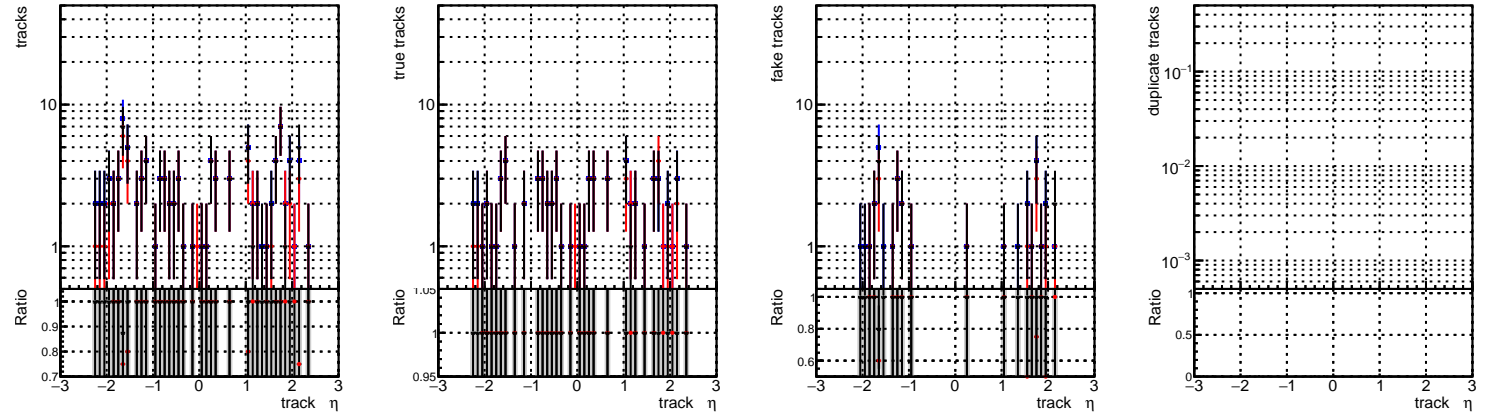 tracks
10
1
Ratio
1
0.9
0.8
0.7
−3 −2 −1 0 1 2 3
track η
true tracks
10
1
Ratio
1.05
1
0.95
−3 −2 −1 0 1 2 3
track η
fake tracks
10
1
Ratio
1
0.8
0.6
−3 −2 −1 0 1 2 3
track η
duplicate tracks
10−1
10−2
10−3
Ratio
1
0.5
0
−3 −2 −1 0 1 2 3
track η